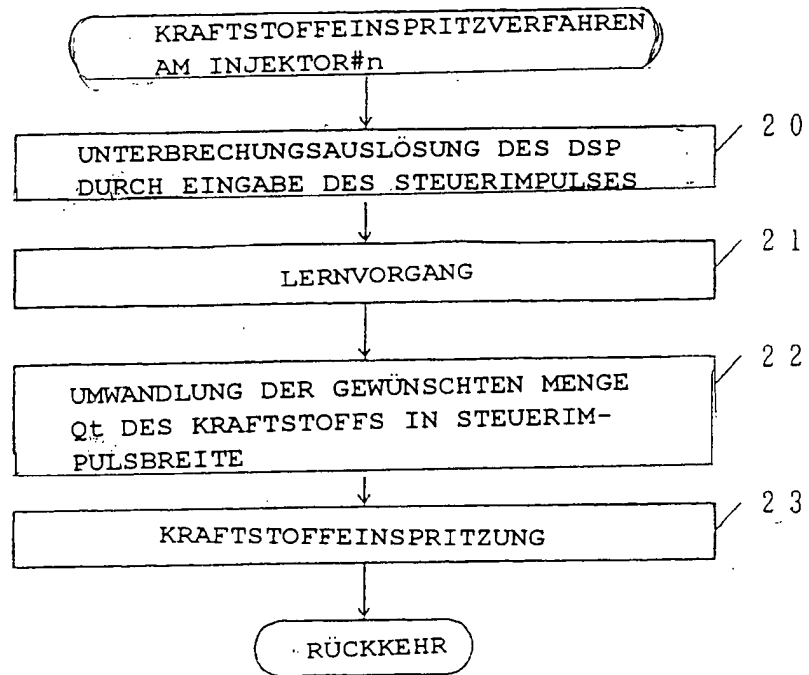 KRAFTSTOFFEINSPRITZVERFAHREN
AM INJEKTOR#n
20
UNTERBRECHUNGSAUSLÖSUNG DES DSP
DURCH EINGABE DES STEUERIMPULSES
21
LERNVORGANG
22
UMWANDLUNG DER GEWÜNSCHTEN MENGE
Qt DES KRAFTSTOFFS IN STEUERIM-
PULSBREITE
23
KRAFTSTOFFEINSPRITZUNG
RÜCKKEHR